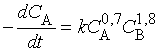 -dC_A/dt = kC_A^{0,7}C_B^{1,8}